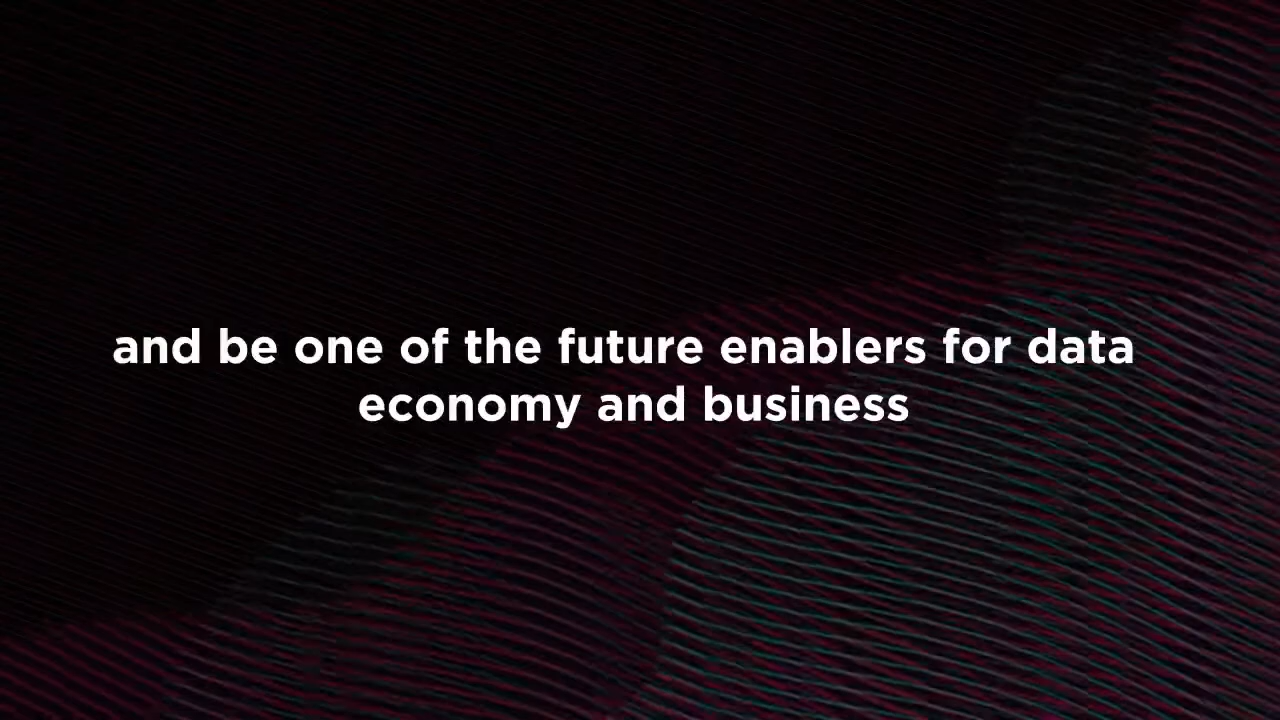 and be one of the future enablers for data
economy and business